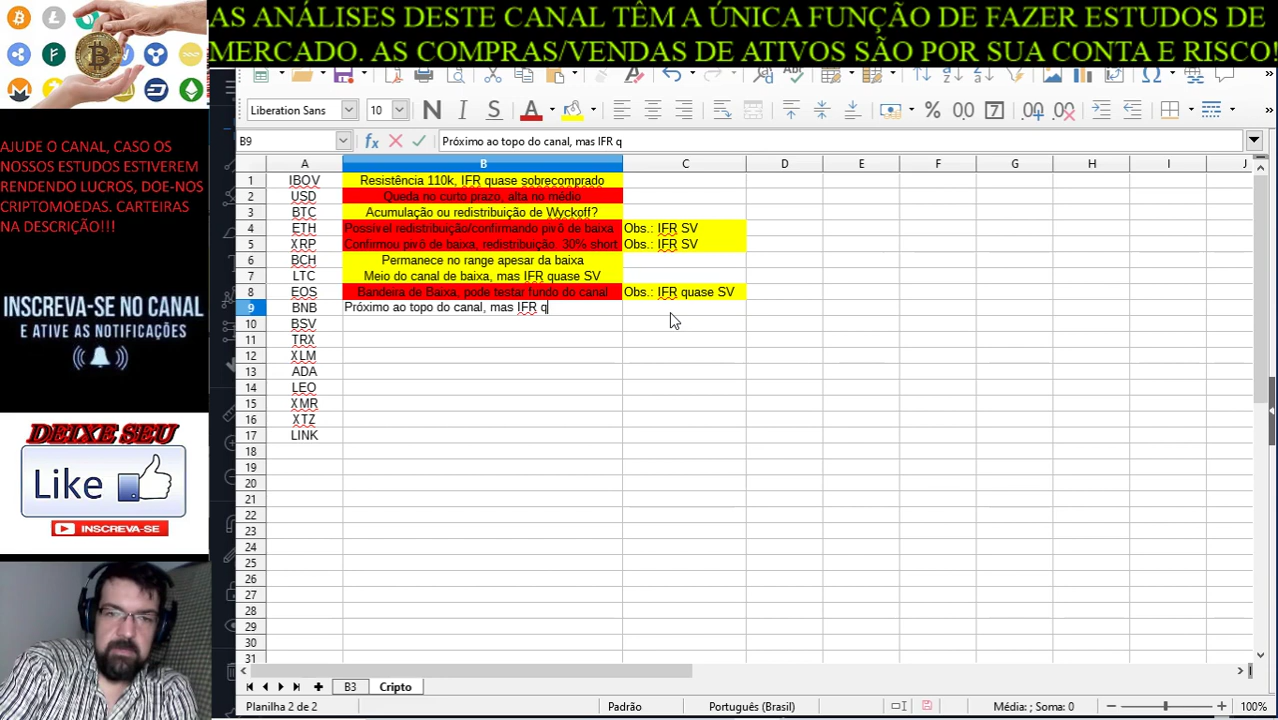 AS ANÁLISES DESTE CANAL TÊM A ÚNICA FUNÇÃO DE FAZER ESTUDOS DE
MERCADO. AS COMPRAS/VENDAS DE ATIVOS SÃO POR SUA CONTA E RISCO!
AJUDE O CANAL, CASO OS
NOSSOS ESTUDOS ESTIVEREM
RENDENDO LUCROS, DOE-NOS
CRIPTOMOEDAS. CARTEIRAS
NA DESCRIÇÃO!!!
INSCREVA-SE NO CANAL
E ATIVE AS NOTIFICAÇÕES
DEIXE SEU
Like
INSCREVA-SE
Liberation Sans 10 N I S A % 00 7 00 00
B9 fx Próximo ao topo do canal, mas IFR q
A B C D E F G H I J
1 IBOV Resistência 110k, IFR quase sobrecomprado
2 USD Queda no curto prazo, alta no médio
3 BTC Acumulação ou redistribuição de Wyckoff?
4 ETH Possivel redistribuição/confirmando pivô de baixa Obs.: IFR SV
5 XRP Confirmou pivô de baixa, redistribuição. 30% short Obs.: IFR SV
6 BCH Permanece no range apesar da baixa
7 LTC Meio do canal de baixa, mas IFR quase SV
8 EOS Bandeira de Baixa, pode testar fundo do canal Obs.: IFR quase SV
9 BNB Próximo ao topo do canal, mas IFR q
10 BSV
11 TRX
12 XLM
13 ADA
14 LEO
15 XMR
16 XTZ
17 LINK
18
19
20
21
22
23
24
25
26
27
28
29
30
31
B3 Cripto
Planilha 2 de 2 Padrão Português (Brasil) Média: ; Soma: 0 100%